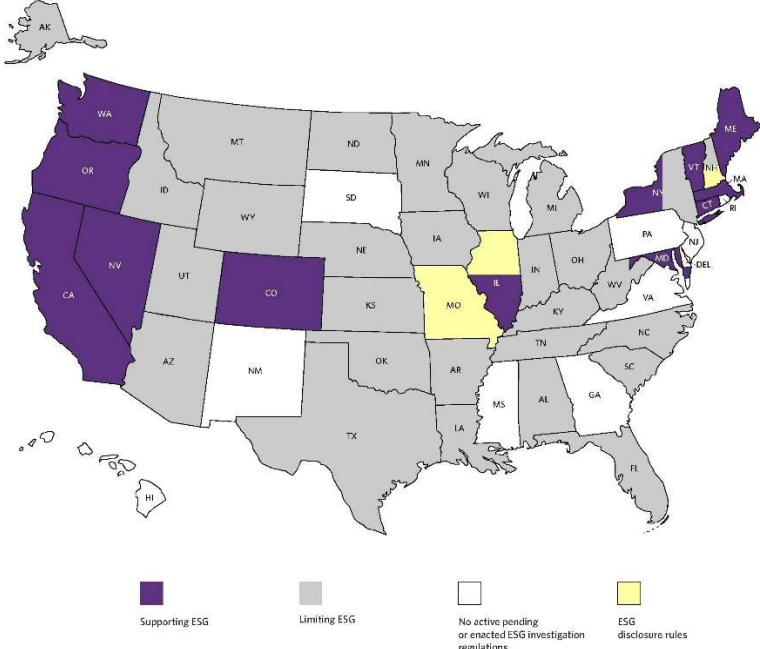 AK
WA
ME
MT
ND
VT
NH
OR
MN
MA
ID
SD
WI
NY
MI
CT
RI
WY
IA
PA
NJ
NE
OH
DEL
NV
IN
MD
UT
IL
WV
CO
VA
CA
KS
MO
KY
NC
TN
AZ
OK
NM
AR
SC
MS
AL
GA
TX
LA
FL
HI
Supporting ESG
Limiting ESG
No active pending
or enacted ESG investigation
regulations
ESG
disclosure rules